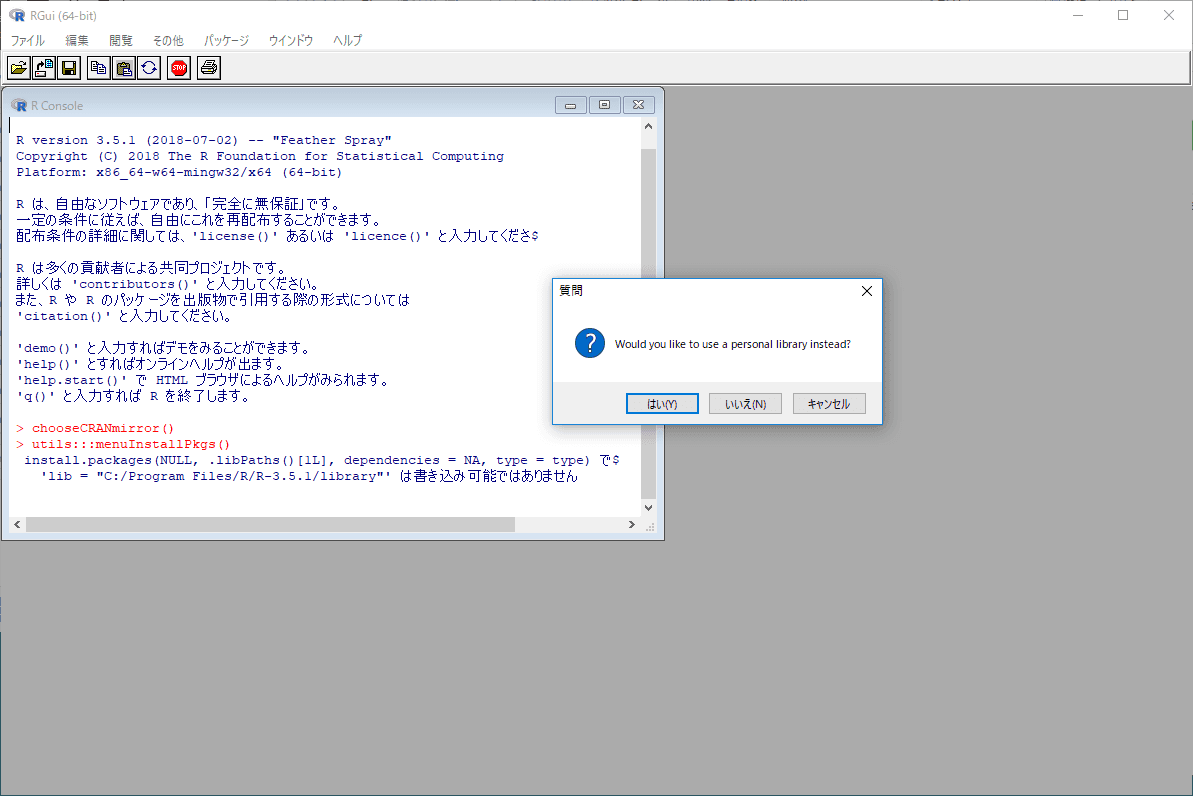 RGui (64-bit)
ファイル 編集 閲覧 その他 パッケージ ウインドウ ヘルプ
STOP
R Console
R version 3.5.1 (2018-07-02) -- "Feather Spray"
Copyright (C) 2018 The R Foundation for Statistical Computing
Platform: x86_64-w64-mingw32/x64 (64-bit)
R は、自由なソフトウェアであり、「完全に無保証」です。
一定の条件に従えば、自由にこれを再配布することができます。
配布条件の詳細に関しては、'license()' あるいは 'licence()' と入力してくださ$
R は多くの貢献者による共同プロジェクトです。
詳しくは 'contributors()' と入力してください。
また、R や R のパッケージを出版物で引用する際の形式については
'citation()' と入力してください。
'demo()' と入力すればデモをみることができます。
'help()' とすればオンラインヘルプが出ます。
'help.start()' で HTML ブラウザによるヘルプがみられます。
'q()' と入力すれば R を終了します。
> chooseCRANmirror()
> utils:::menuInstallPkgs()
install.packages(NULL, .libPaths()[1L], dependencies = NA, type = type) で$
'lib = "C:/Program Files/R/R-3.5.1/library"' は書き込み可能ではありません
質問
Would you like to use a personal library instead?
はい(Y) いいえ(N) キャンセル